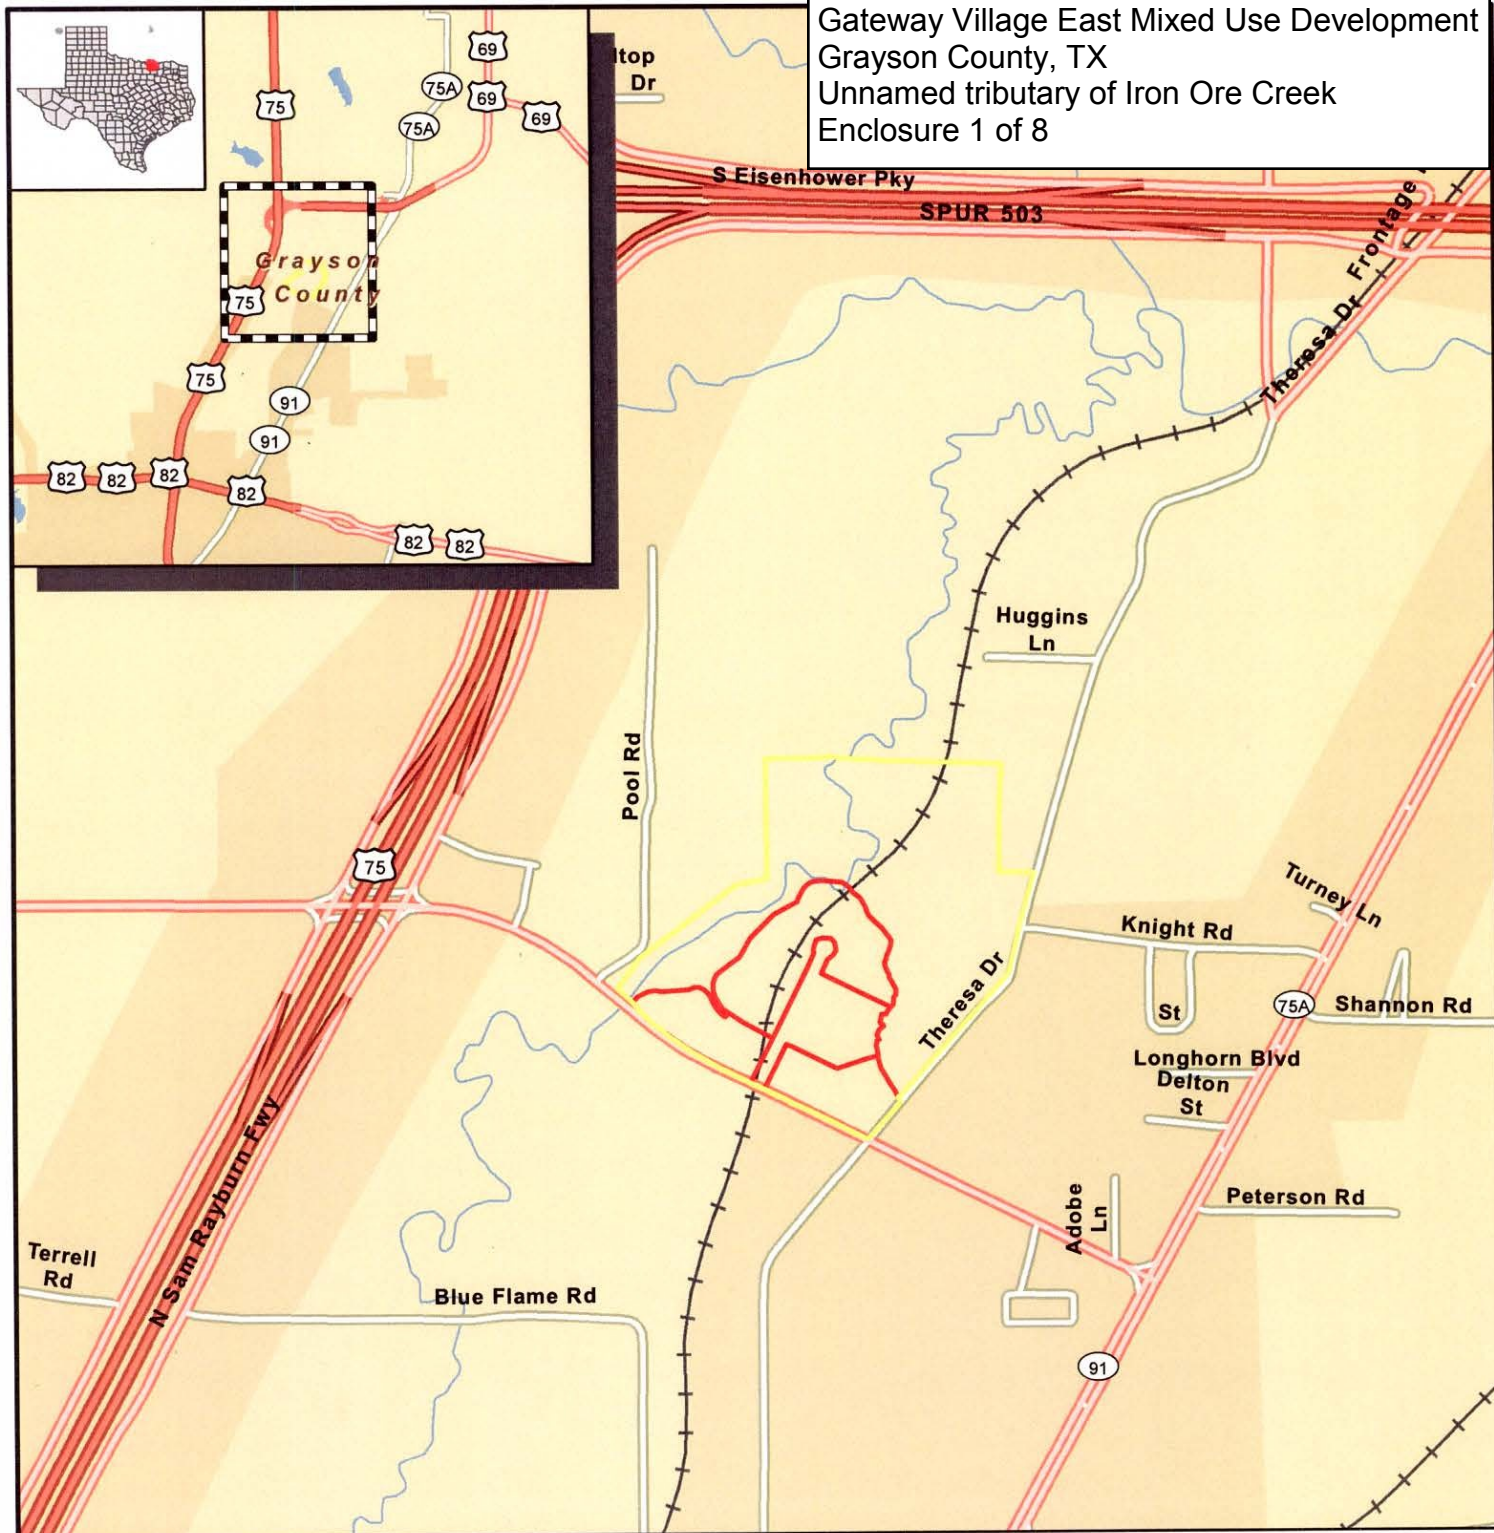 Gateway Village East Mixed Use Development
Grayson County, TX
Unnamed tributary of Iron Ore Creek
Enclosure 1 of 8
69
75A
69
75
75A
69
Grayson
County
75
75
91
91
82
82
82
82
82
82
Dr
S Eisenhower Pky
SPUR 503
Frontage
Theresa Dr
Huggins
Ln
Pool Rd
75
Turney Ln
Knight Rd
Theresa Dr
St
75A
Shannon Rd
Longhorn Blvd
Delton
St
N Sam Rayburn Fwy
Adobe
Ln
Peterson Rd
Terrell
Rd
Blue Flame Rd
91